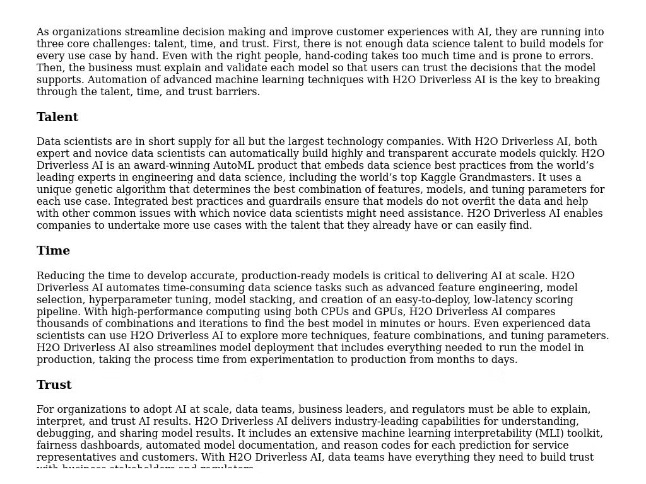 As organizations streamline decision making and improve customer experiences with AI, they are running into
three core challenges: talent, time, and trust. First, there is not enough data science talent to build models for
every use case by hand. Even with the right people, hand-coding takes too much time and is prone to errors.
Then, the business must explain and validate each model so that users can trust the decisions that the model
supports. Automation of advanced machine learning techniques with H2O Driverless AI is the key to breaking
through the talent, time, and trust barriers.
Talent
Data scientists are in short supply for all but the largest technology companies. With H2O Driverless AI, both
expert and novice data scientists can automatically build highly and transparent accurate models quickly. H2O
Driverless AI is an award-winning AutoML product that embeds data science best practices from the world’s
leading experts in engineering and data science, including the world’s top Kaggle Grandmasters. It uses a
unique genetic algorithm that determines the best combination of features, models, and tuning parameters for
each use case. Integrated best practices and guardrails ensure that models do not overfit the data and help
with other common issues with which novice data scientists might need assistance. H2O Driverless AI enables
companies to undertake more use cases with the talent that they already have or can easily find.
Time
Reducing the time to develop accurate, production-ready models is critical to delivering AI at scale. H2O
Driverless AI automates time-consuming data science tasks such as advanced feature engineering, model
selection, hyperparameter tuning, model stacking, and creation of an easy-to-deploy, low-latency scoring
pipeline. With high-performance computing using both CPUs and GPUs, H2O Driverless AI compares
thousands of combinations and iterations to find the best model in minutes or hours. Even experienced data
scientists can use H2O Driverless AI to explore more techniques, feature combinations, and tuning parameters.
H2O Driverless AI also streamlines model deployment that includes everything needed to run the model in
production, taking the process time from experimentation to production from months to days.
Trust
For organizations to adopt AI at scale, data teams, business leaders, and regulators must be able to explain,
interpret, and trust AI results. H2O Driverless AI delivers industry-leading capabilities for understanding,
debugging, and sharing model results. It includes an extensive machine learning interpretability (MLI) toolkit,
fairness dashboards, automated model documentation, and reason codes for each prediction for service
representatives and customers. With H2O Driverless AI, data teams have everything they need to build trust
with business stakeholders and regulators.